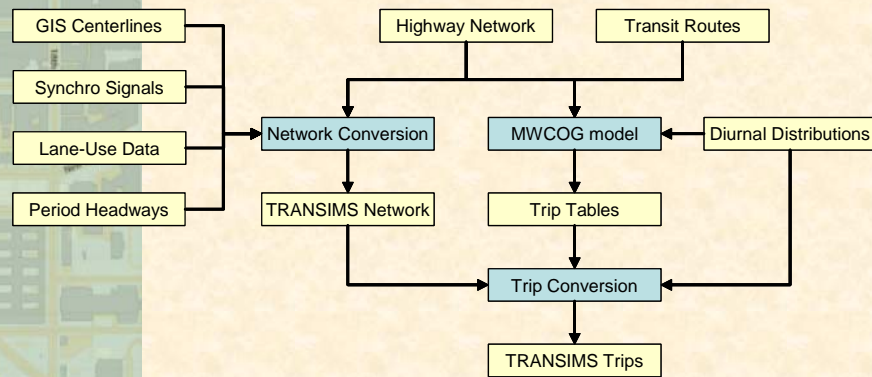 GIS Centerlines
Highway Network
Transit Routes
Synchro Signals
Lane-Use Data
Network Conversion
MWCOG model
Diurnal Distributions
Period Headways
TRANSIMS Network
Trip Tables
Trip Conversion
TRANSIMS Trips